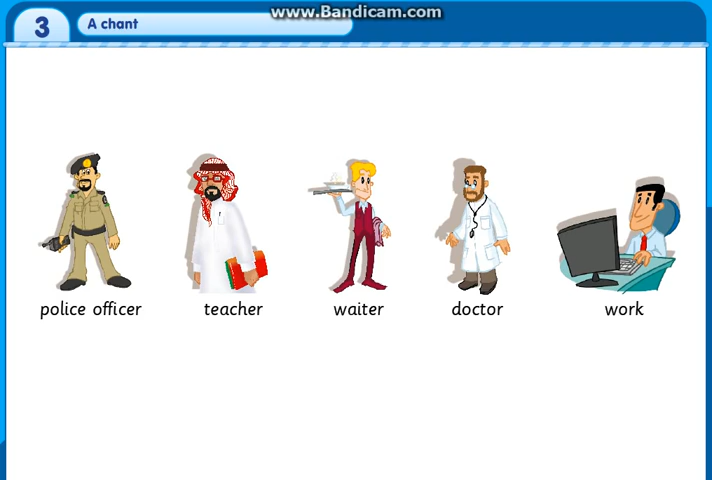 www.Bandicam.com
3
A chant
police officer
teacher
waiter
doctor
work